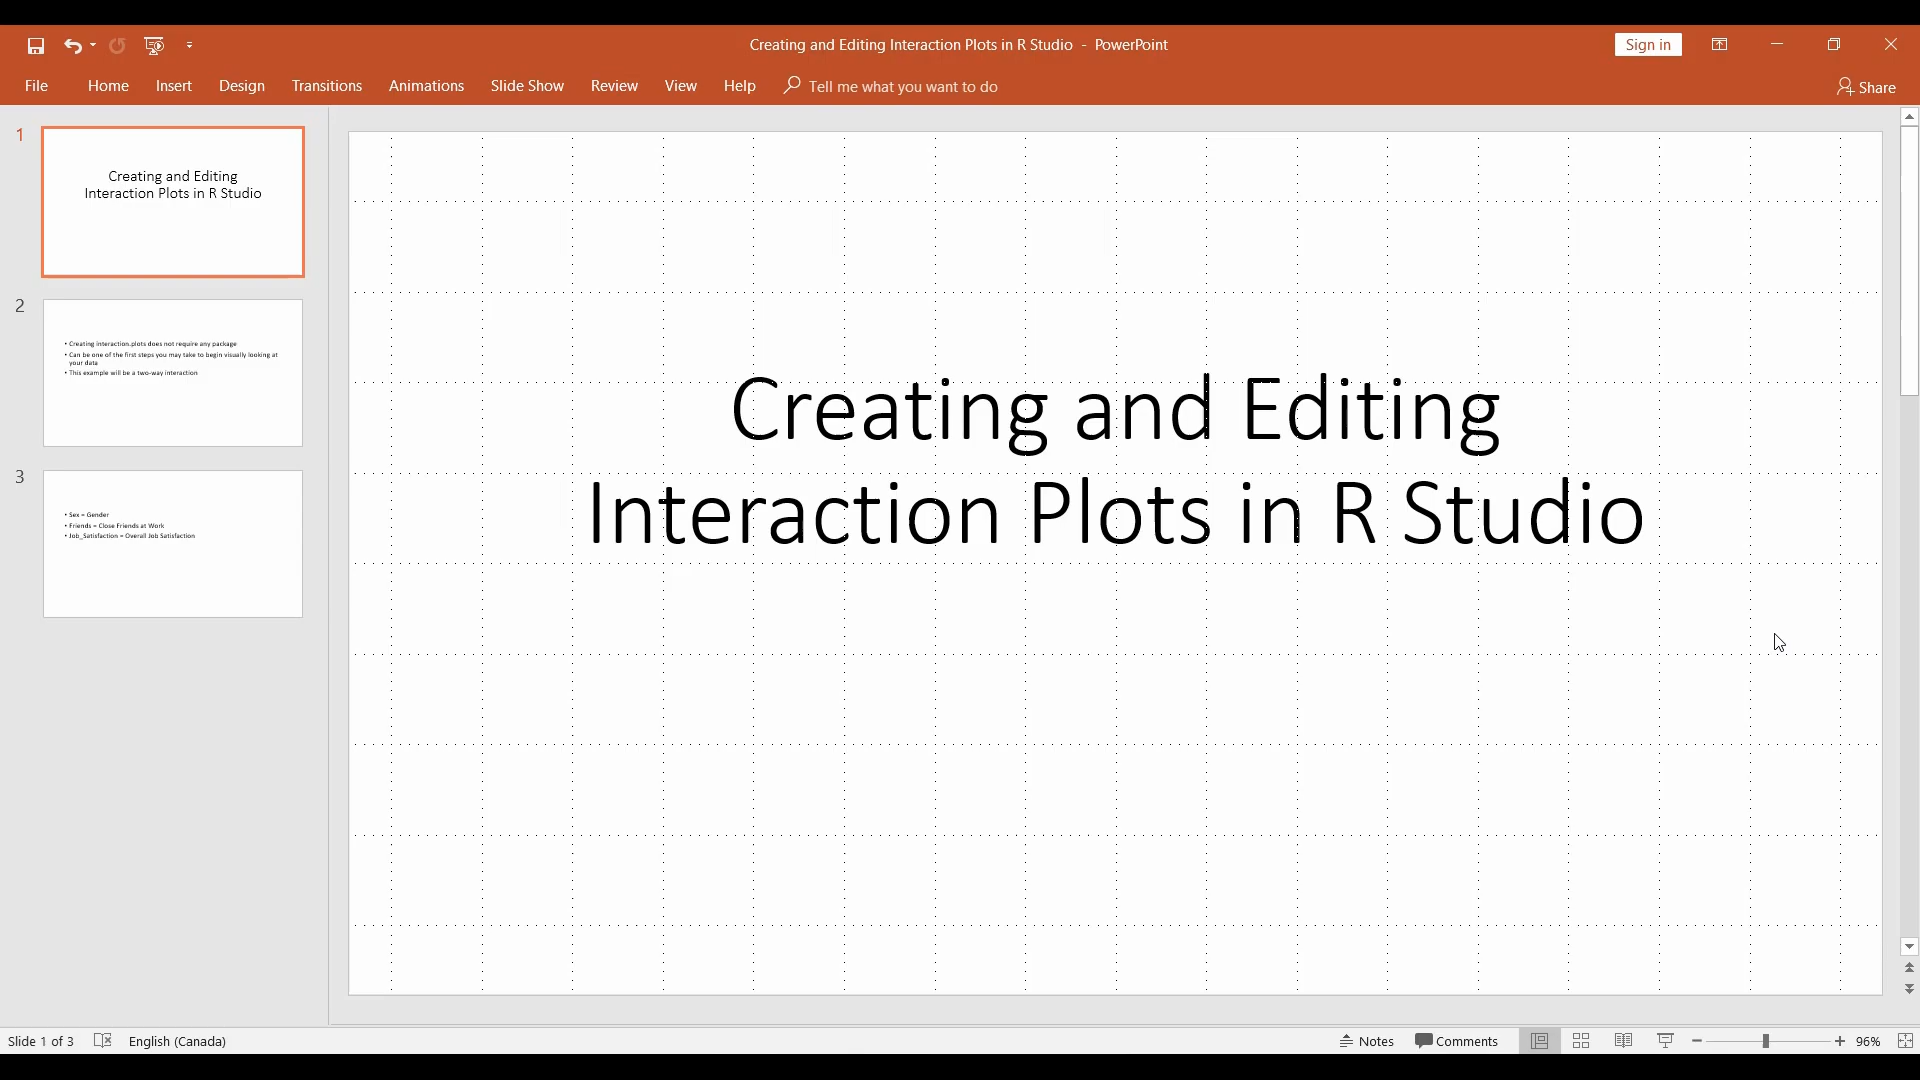 Creating and Editing Interaction Plots in R Studio - PowerPoint
Sign in
File Home Insert Design Transitions Animations Slide Show Review View Help Tell me what you want to do
Share
1
Creating and Editing
Interaction Plots in R Studio
2
• Creating interaction.plots does not require any package
• Can be one of the first steps you may take to begin visually looking at
your data
• This example will be a two-way interaction
3
• Sex = Gender
• Friends = Close Friends at Work
• Job_Satisfaction = Overall Job Satisfaction
Creating and Editing
Interaction Plots in R Studio
Slide 1 of 3 English (Canada)
Notes Comments 96%